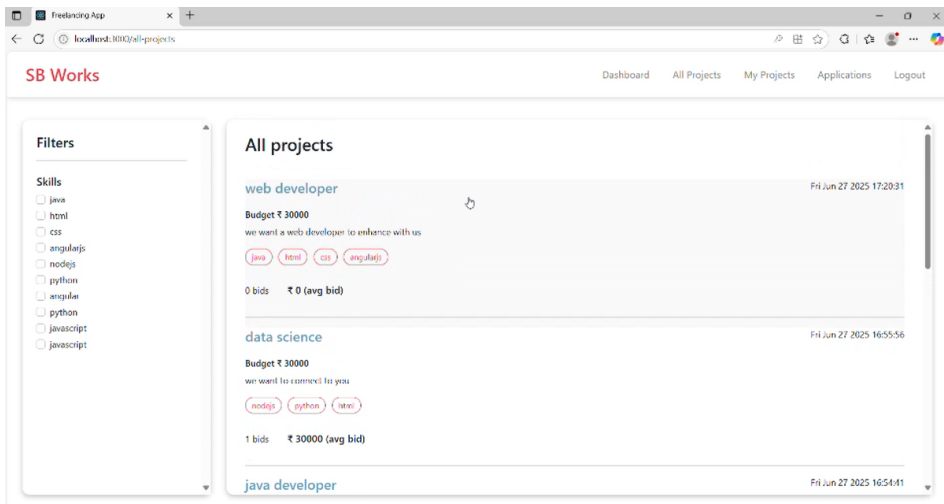 Freelancing App
localhost:3000/all-projects
SB Works
Dashboard
All Projects
My Projects
Applications
Logout
Filters
Skills
java
html
css
angularjs
nodejs
python
angular
python
javascript
javascript
All projects
web developer
Fri Jun 27 2025 17:20:31
Budget ₹ 30000
we want a web developer to enhance with us
java
html
css
angularjs
0 bids
₹ 0 (avg bid)
data science
Fri Jun 27 2025 16:55:56
Budget ₹ 30000
we want to connect to you
nodejs
python
html
1 bids
₹ 30000 (avg bid)
java developer
Fri Jun 27 2025 16:54:41